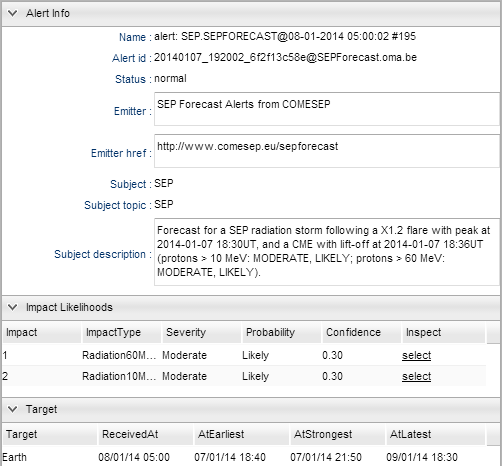 Alert Info
Name : alert: SEP.SEPFORECAST@08-01-2014 05:00:02 #195
Alert id : 20140107_192002_6f2f13c58e@SEPForecast.oma.be
Status : normal
Emitter : SEP Forecast Alerts from COMESEP
Emitter href : http://www.comesep.eu/sepforecast
Subject : SEP
Subject topic : SEP
Subject description : Forecast for a SEP radiation storm following a X1.2 flare with peak at
2014-01-07 18:30UT, and a CME with lift-off at 2014-01-07 18:36UT
(protons > 10 MeV: MODERATE, LIKELY; protons > 60 MeV:
MODERATE, LIKELY).
Impact Likelihoods
Impact ImpactType Severity Probability Confidence Inspect
1 Radiation60M... Moderate Likely 0.30 select
2 Radiation10M... Moderate Likely 0.30 select
Target
Target ReceivedAt AtEarliest AtStrongest AtLatest
Earth 08/01/14 05:00 07/01/14 18:40 07/01/14 21:50 09/01/14 18:30